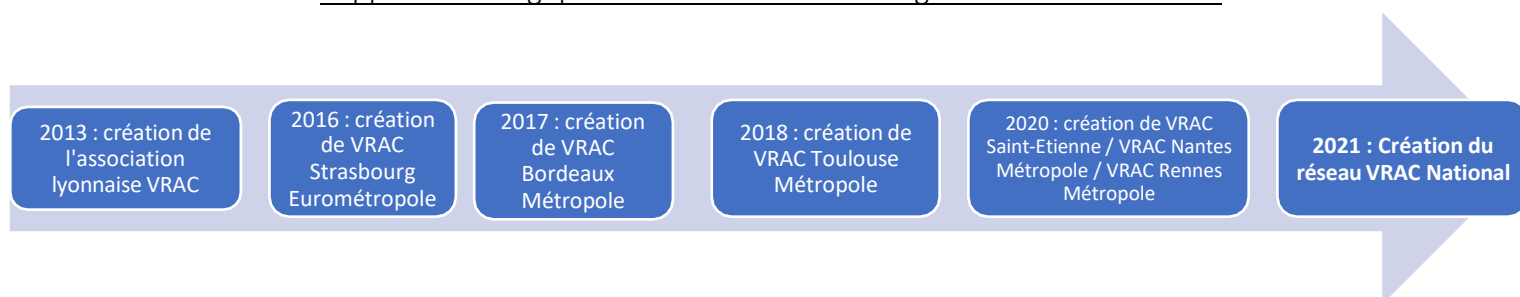 2013 : création de
l'association
lyonnaise VRAC
2016 : création
de VRAC
Strasbourg
Eurométropole
2017 : création
de VRAC
Bordeaux
Métropole
2018 : création de
VRAC Toulouse
Métropole
2020 : création de VRAC
Saint-Etienne / VRAC Nantes
Métropole / VRAC Rennes
Métropole
2021 : Création du
réseau VRAC National